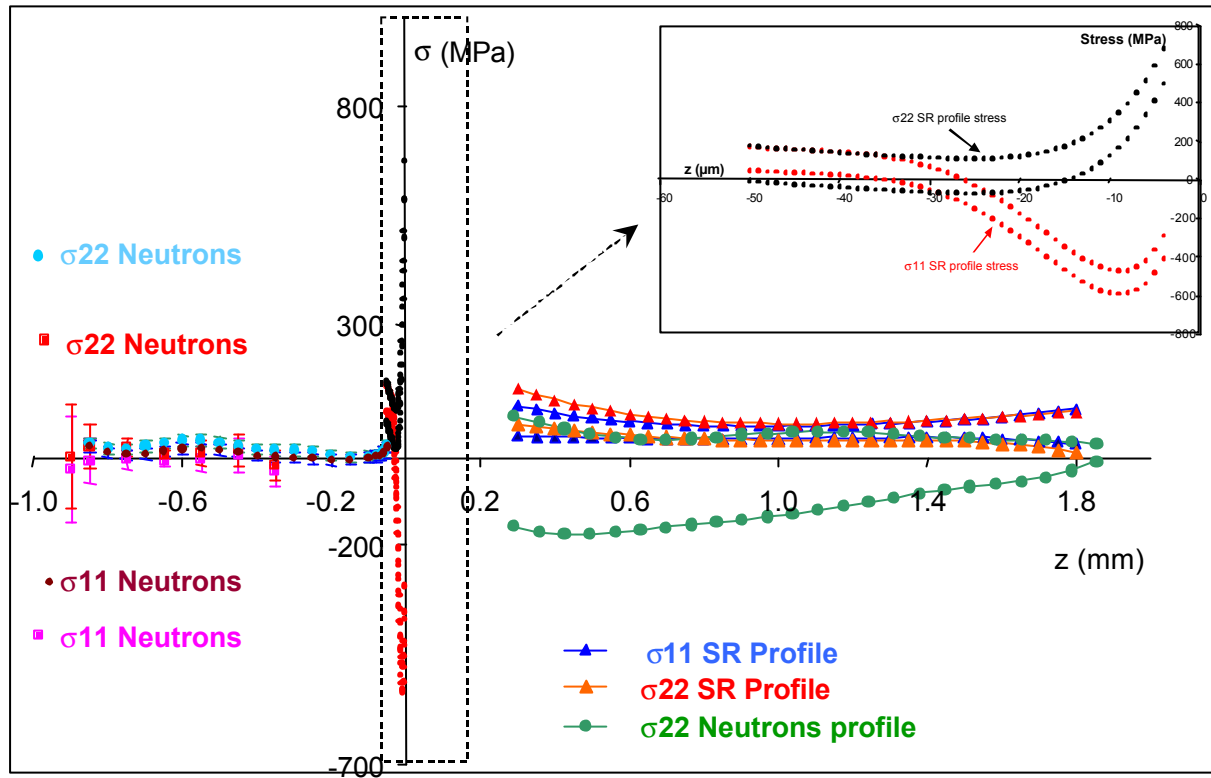 σ (MPa)
800
300
-200
-700
-1.0
-0.6
-0.2
0.2
0.6
1.0
1.4
1.8
z (mm)
σ22 Neutrons
σ22 Neutrons
σ11 Neutrons
σ11 Neutrons
σ11 SR Profile
σ22 SR Profile
σ22 Neutrons profile
Stress (MPa)
800
600
400
200
0
-200
-400
-600
-800
σ22 SR profile stress
z (µm)
-60
-50
-40
-30
-20
-10
0
σ11 SR profile stress